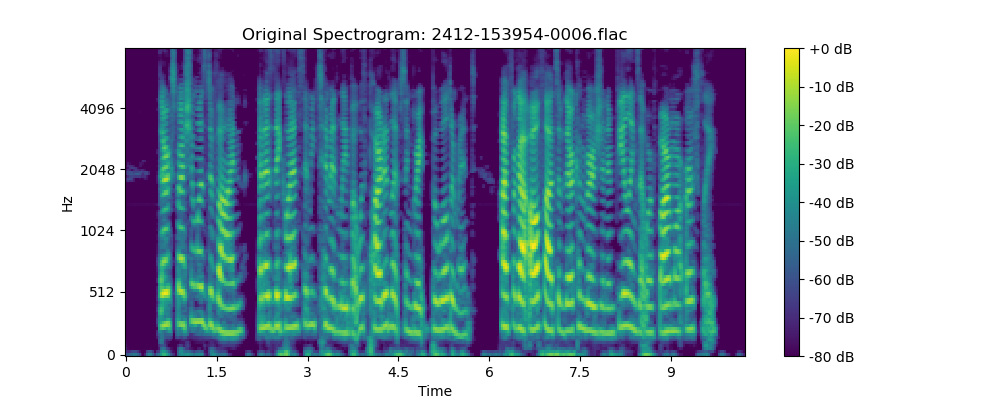 Original Spectrogram: 2412-153954-0006.flac
Hz
4096
2048
1024
512
0
0 1.5 3 4.5 6 7.5 9
Time
+0 dB
-10 dB
-20 dB
-30 dB
-40 dB
-50 dB
-60 dB
-70 dB
-80 dB